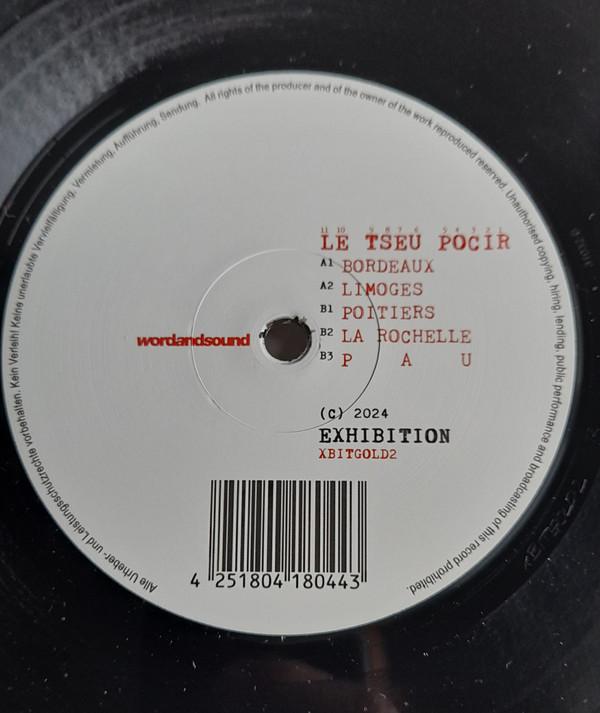 Alle Urheber- und Leistungsschutzrechte vorbehalten. Kein Verleih! Keine unerlaubte Vervielfältigung, Vermietung, Aufführung, Sendung. All rights of the producer and of the owner of the work reproduced reserved. Unauthorised copying, hiring, lending, public performance and broadcasting of this record prohibited.
11 10 9 8 7 6 5 4 3 2 1
LE TSEU POCIR
A1 BORDEAUX
A2 LIMOGES
B1 POITIERS
wordandsound
B2 LA ROCHELLE
B3 P A U
(C) 2024
EXHIBITION
XBITGOLD2
4 251804 180443